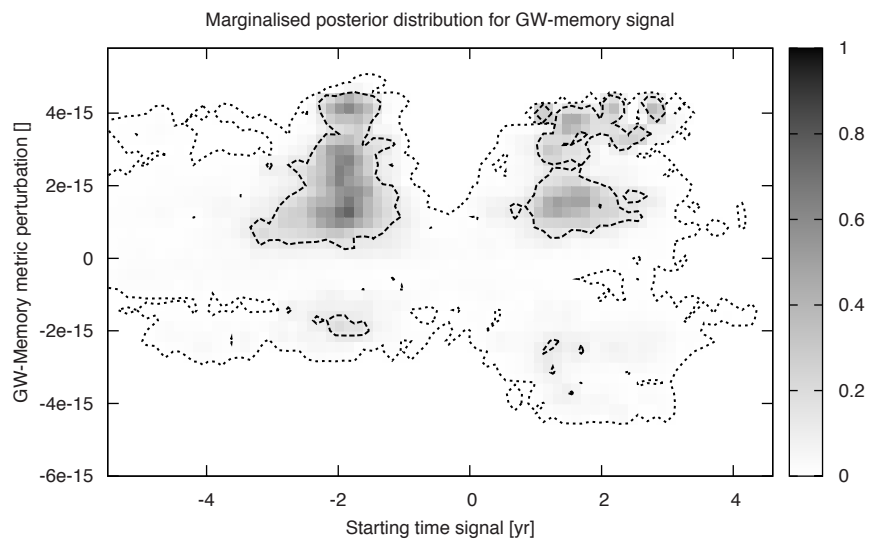 Marginalised posterior distribution for GW-memory signal
GW-Memory metric perturbation []
4e-15
2e-15
0
-2e-15
-4e-15
-6e-15
-4
-2
0
2
4
Starting time signal [yr]
1
0.8
0.6
0.4
0.2
0